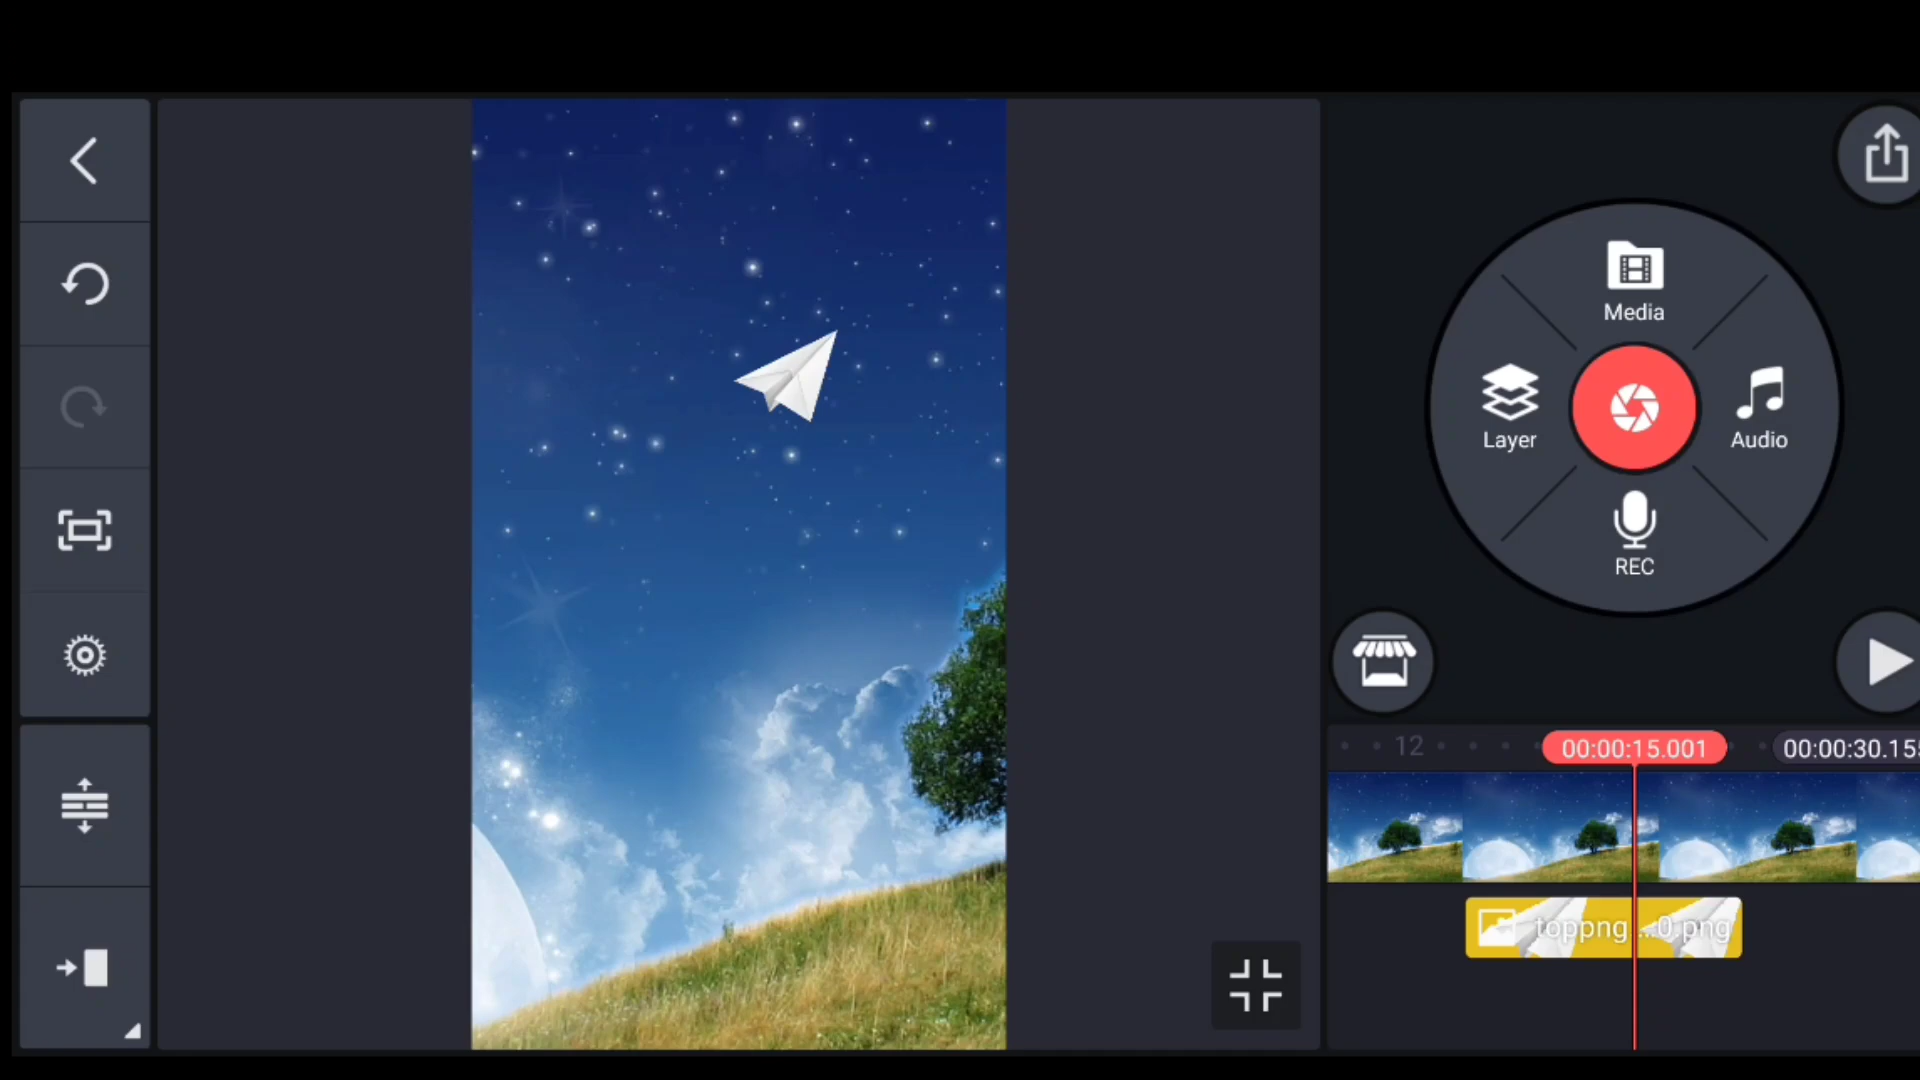 Media
Layer
Audio
REC
12
00:00:15.001
00:00:30.15
toppng ...0.png